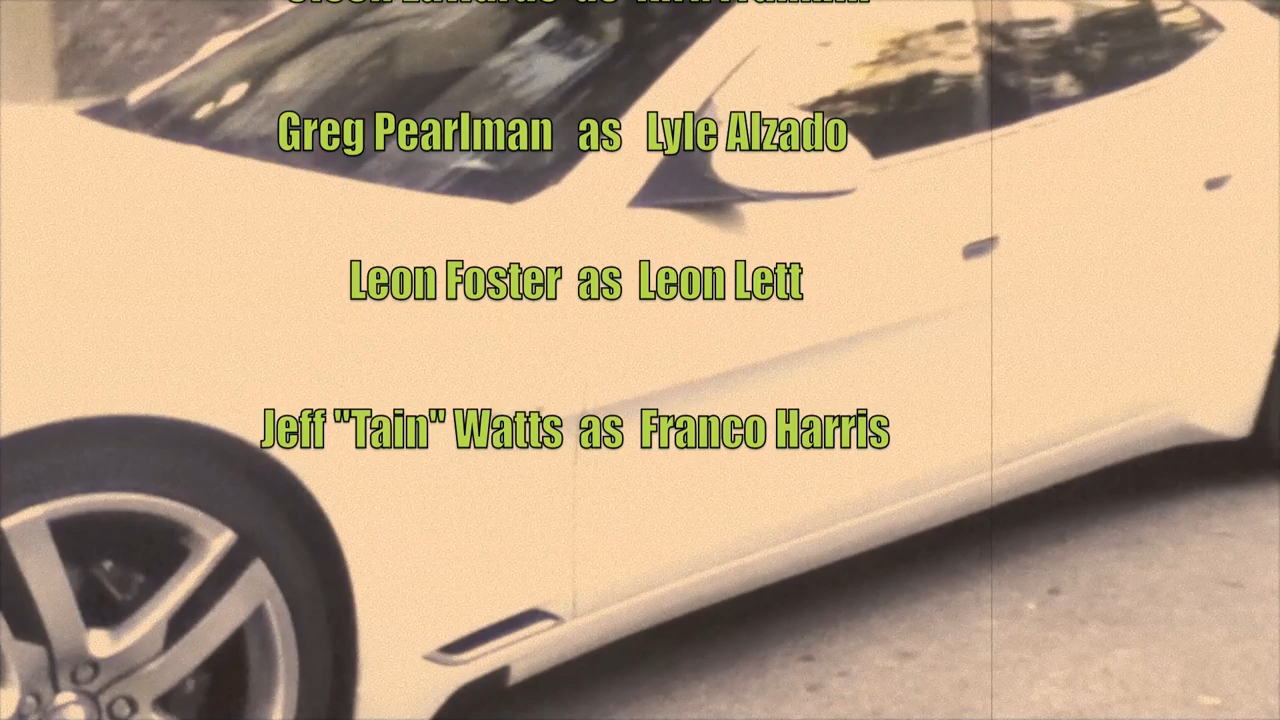 Greg Pearlman as Lyle Alzado
Leon Foster as Leon Lett
Jeff "Tain" Watts as Franco Harris